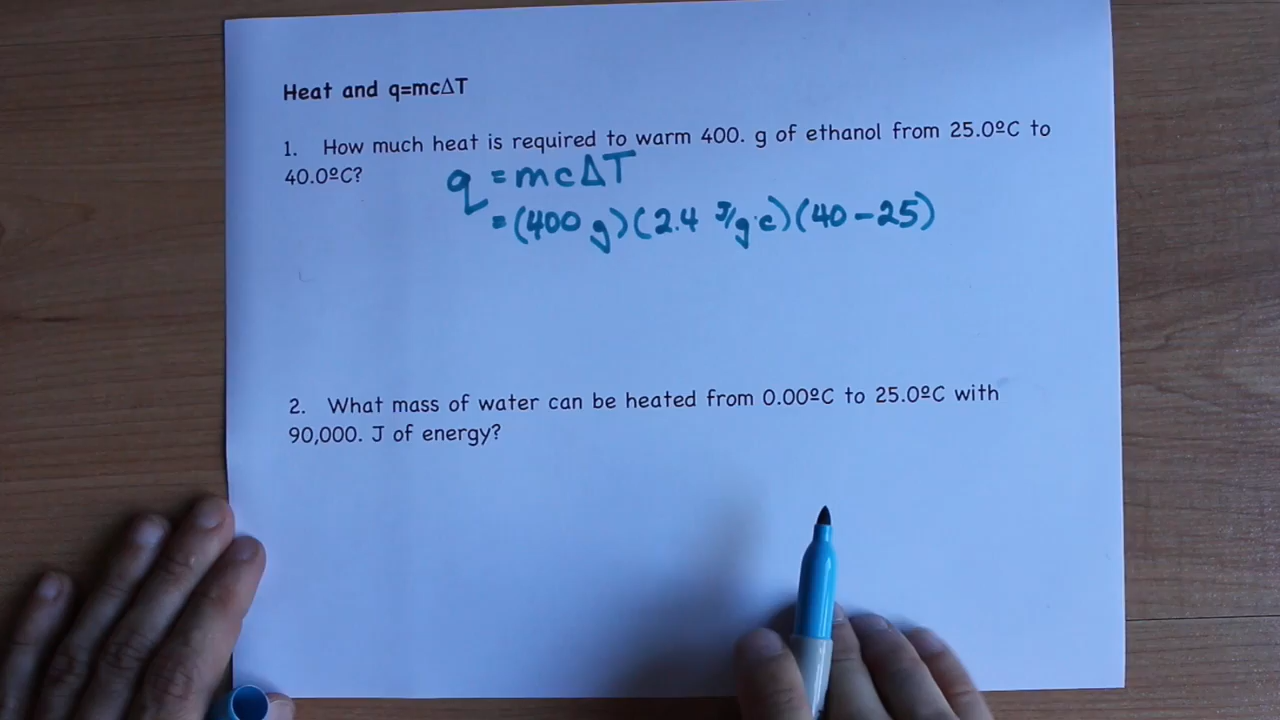 Heat and q=mc∆T
1. How much heat is required to warm 400. g of ethanol from 25.0ºC to
40.0ºC?
q = mc∆T
= (400 g)(2.4 J/g·c)(40-25)
2. What mass of water can be heated from 0.00ºC to 25.0ºC with
90,000. J of energy?